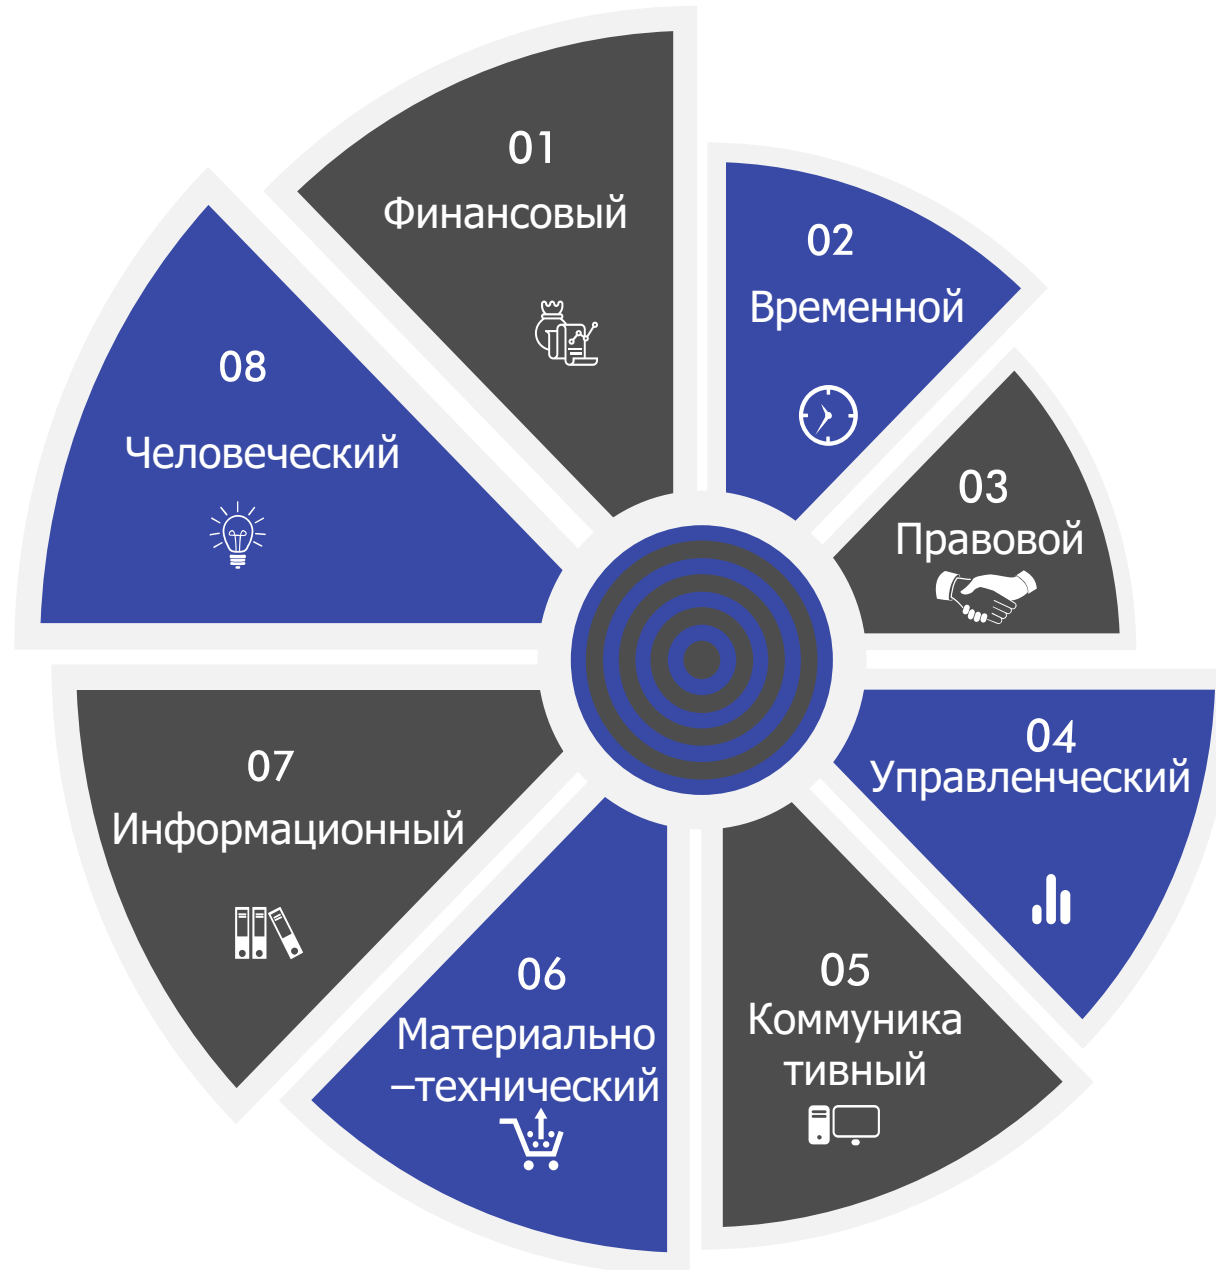 01
Финансовый
02
Временной
03
Правовой
04
Управленческий
05
Коммуника
тивный
06
Материально
–технический
07
Информационный
08
Человеческий